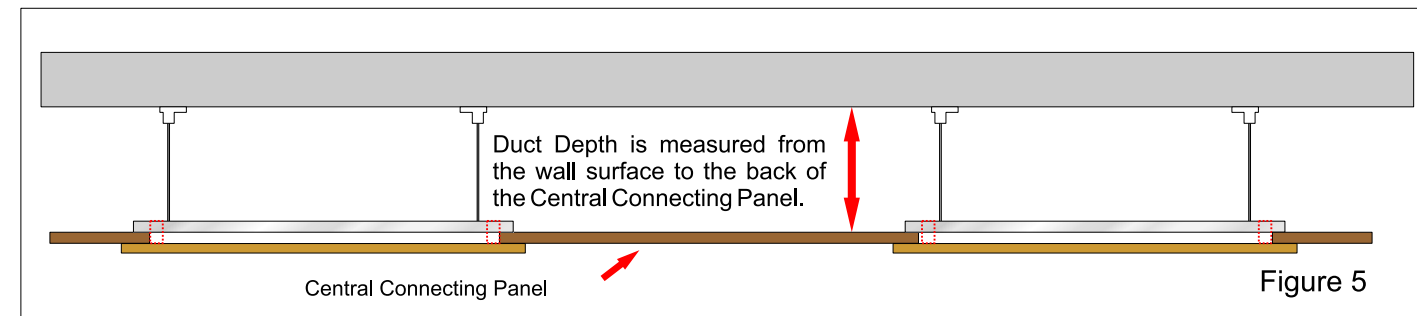 Duct Depth is measured from
the wall surface to the back of
the Central Connecting Panel.
Central Connecting Panel
Figure 5